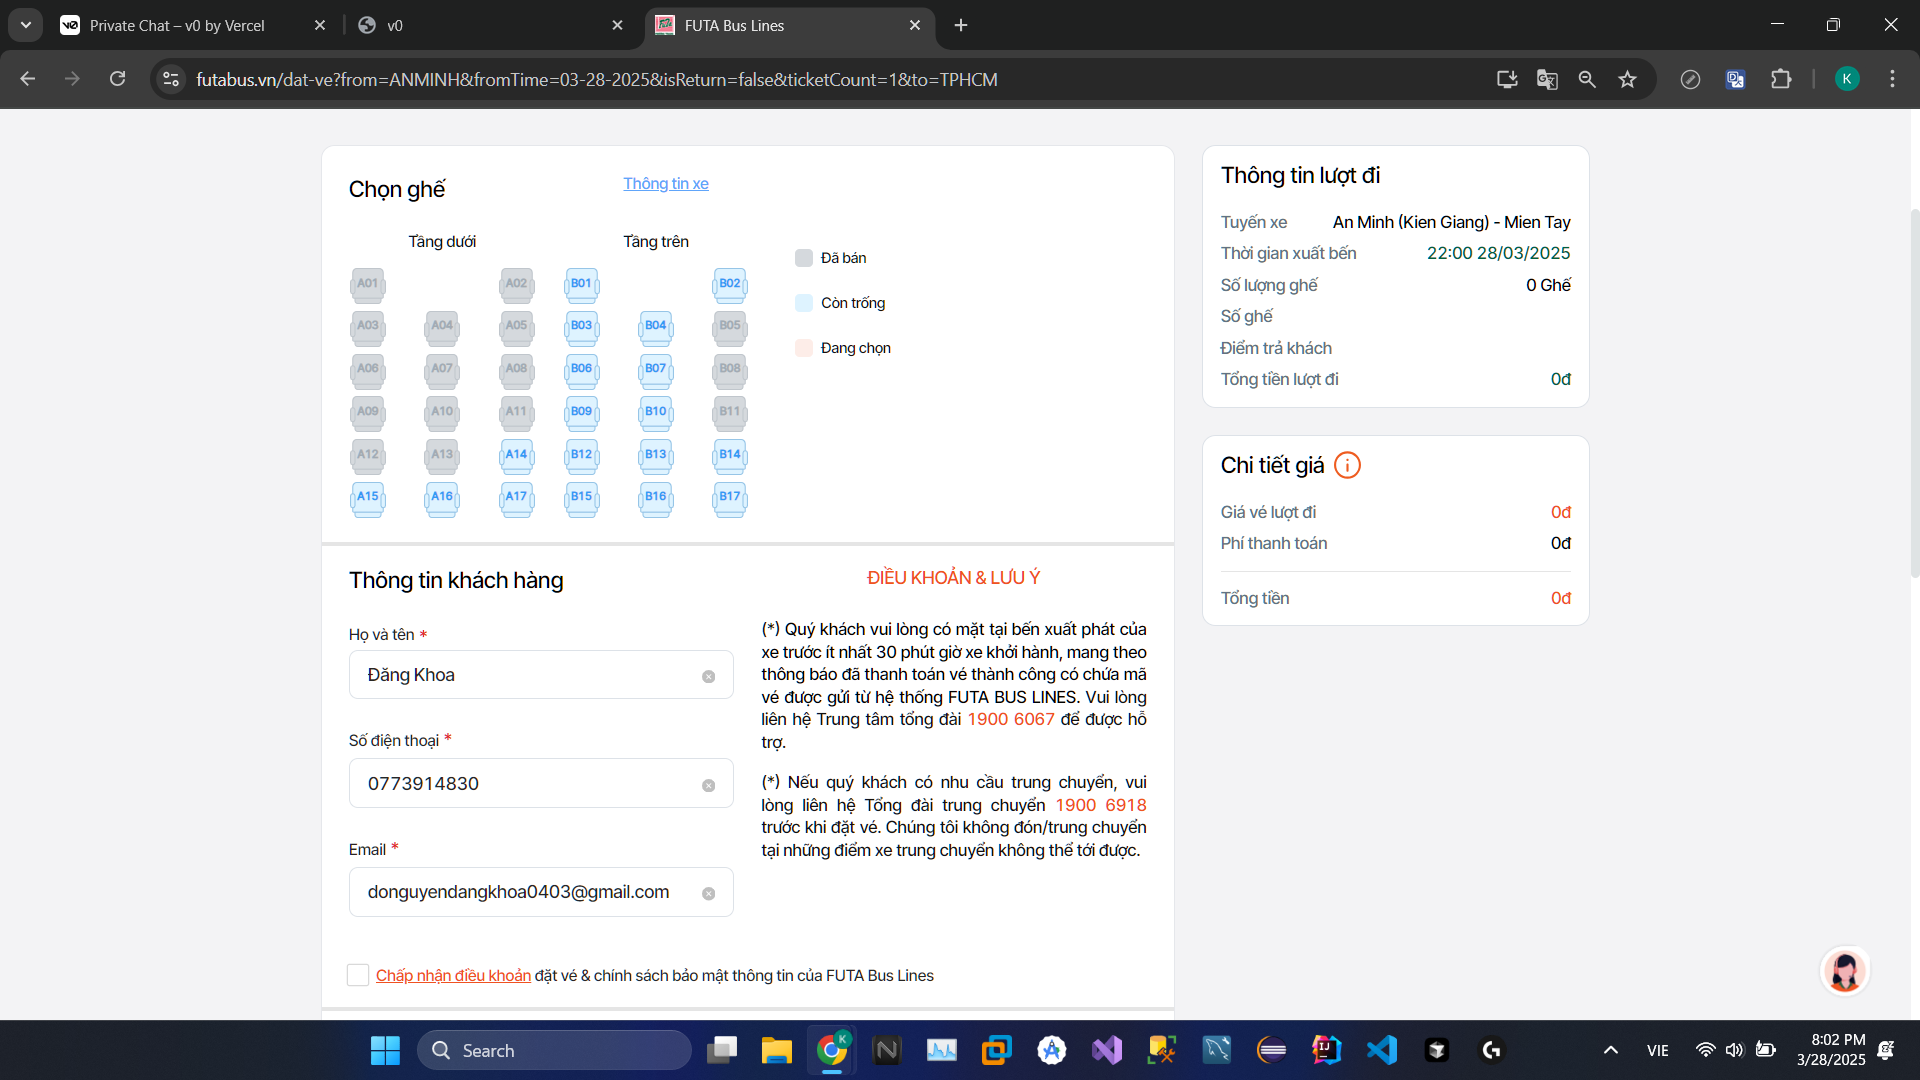 Private Chat – v0 by Vercel
v0
FUTA Bus Lines
futabus.vn/dat-ve?from=ANMINH&fromTime=03-28-2025&isReturn=false&ticketCount=1&to=TPHCM
K
Chọn ghế
Thông tin xe
Tầng dưới
Tầng trên
A01 A02 B01 B02
A03 A04 A05 B03 B04 B05
A06 A07 A08 B06 B07 B08
A09 A10 A11 B09 B10 B11
A12 A13 A14 B12 B13 B14
A15 A16 A17 B15 B16 B17
Đã bán
Còn trống
Đang chọn
Thông tin khách hàng
Họ và tên *
Đăng Khoa
Số điện thoại *
0773914830
Email *
donguyendangkhoa0403@gmail.com
ĐIỀU KHOẢN & LƯU Ý
(*) Quý khách vui lòng có mặt tại bến xuất phát của
xe trước ít nhất 30 phút giờ xe khởi hành, mang theo
thông báo đã thanh toán vé thành công có chứa mã
vé được gửi từ hệ thống FUTA BUS LINES. Vui lòng
liên hệ Trung tâm tổng đài 1900 6067 để được hỗ
trợ.
(*) Nếu quý khách có nhu cầu trung chuyển, vui
lòng liên hệ Tổng đài trung chuyển 1900 6918
trước khi đặt vé. Chúng tôi không đón/trung chuyển
tại những điểm xe trung chuyển không thể tới được.
Chấp nhận điều khoản đặt vé & chính sách bảo mật thông tin của FUTA Bus Lines
Thông tin lượt đi
Tuyến xe An Minh (Kien Giang) - Mien Tay
Thời gian xuất bến 22:00 28/03/2025
Số lượng ghế 0 Ghế
Số ghế
Điểm trả khách
Tổng tiền lượt đi 0đ
Chi tiết giá
Giá vé lượt đi 0đ
Phí thanh toán 0đ
Tổng tiền 0đ
Search
VIE
8:02 PM
3/28/2025